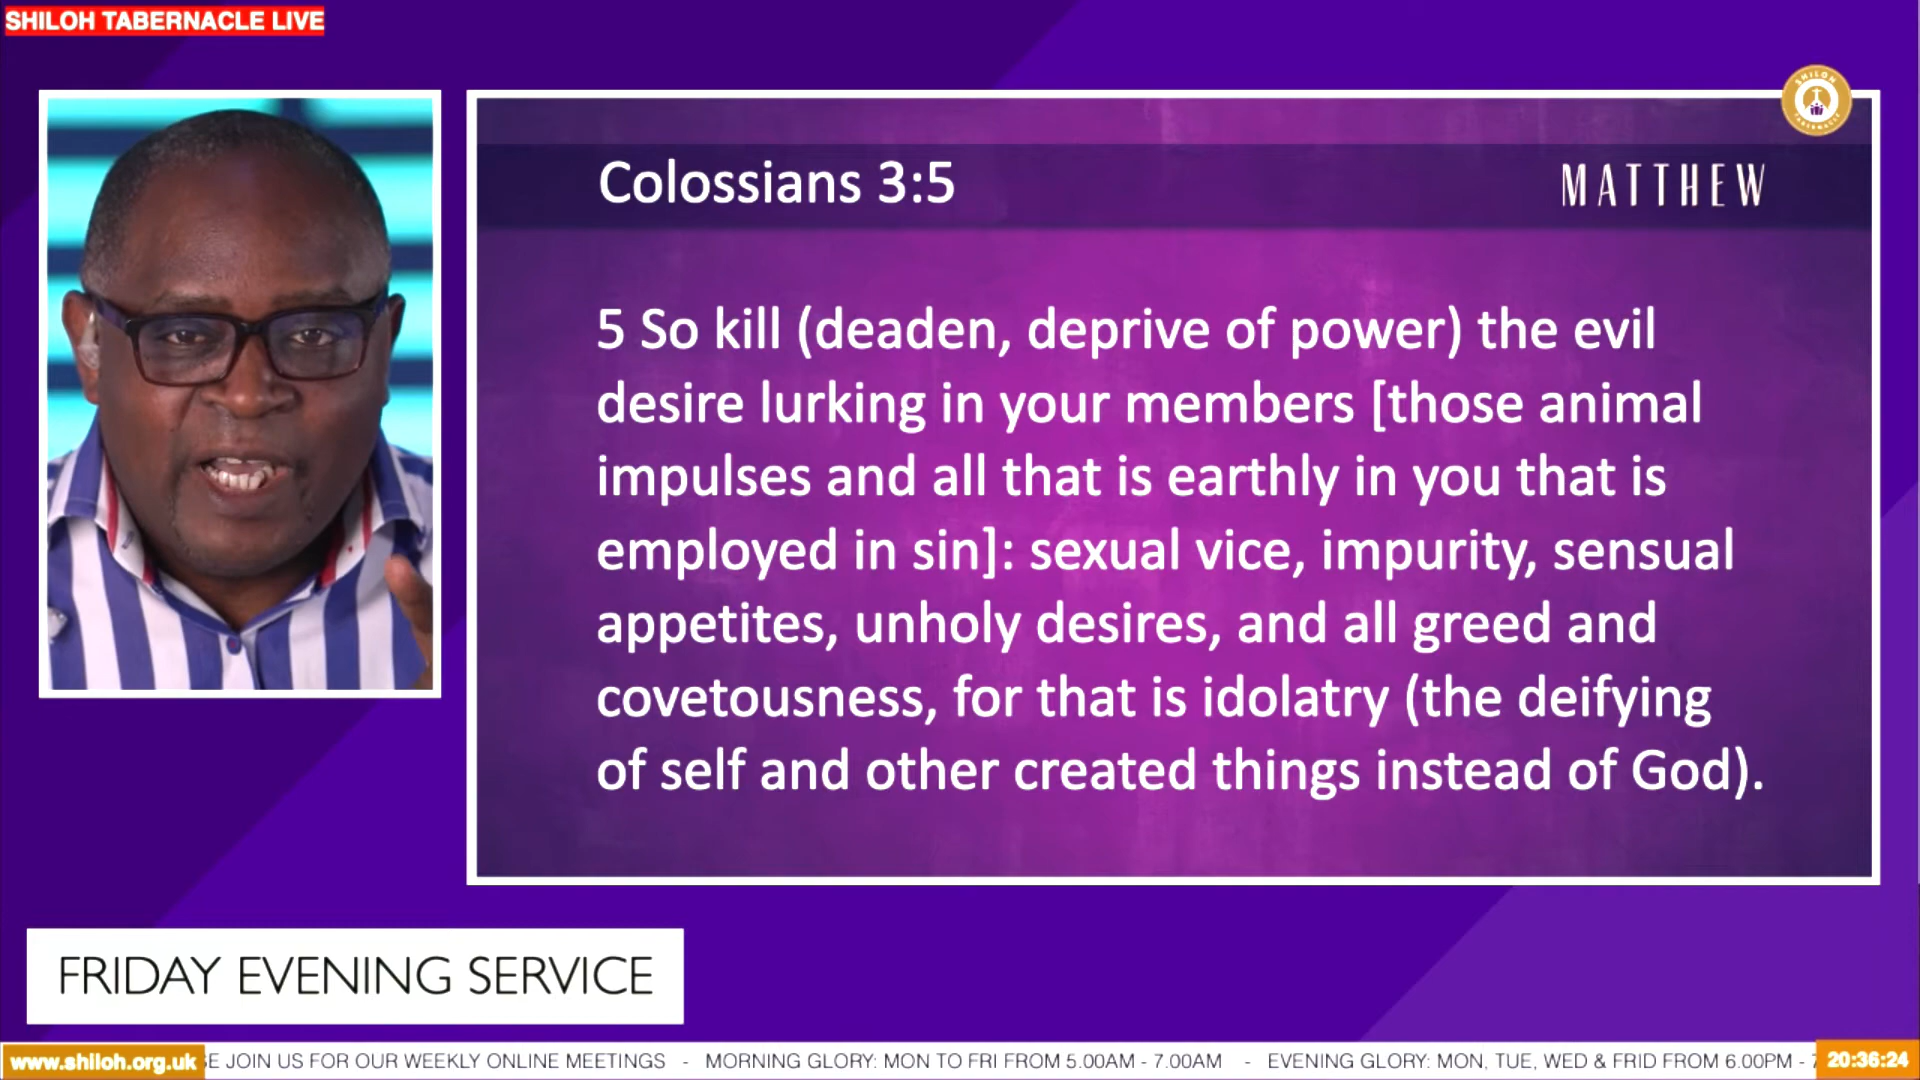 SHILOH TABERNACLE LIVE
SHILOH
TABERNACLE
Colossians 3:5
MATTHEW
5 So kill (deaden, deprive of power) the evil
desire lurking in your members [those animal
impulses and all that is earthly in you that is
employed in sin]: sexual vice, impurity, sensual
appetites, unholy desires, and all greed and
covetousness, for that is idolatry (the deifying
of self and other created things instead of God).
FRIDAY EVENING SERVICE
www.shiloh.org.uk
JOIN US FOR OUR WEEKLY ONLINE MEETINGS - MORNING GLORY: MON TO FRI FROM 5.00AM - 7.00AM - EVENING GLORY: MON, TUE, WED & FRID FROM 6.00PM -
20:36:24